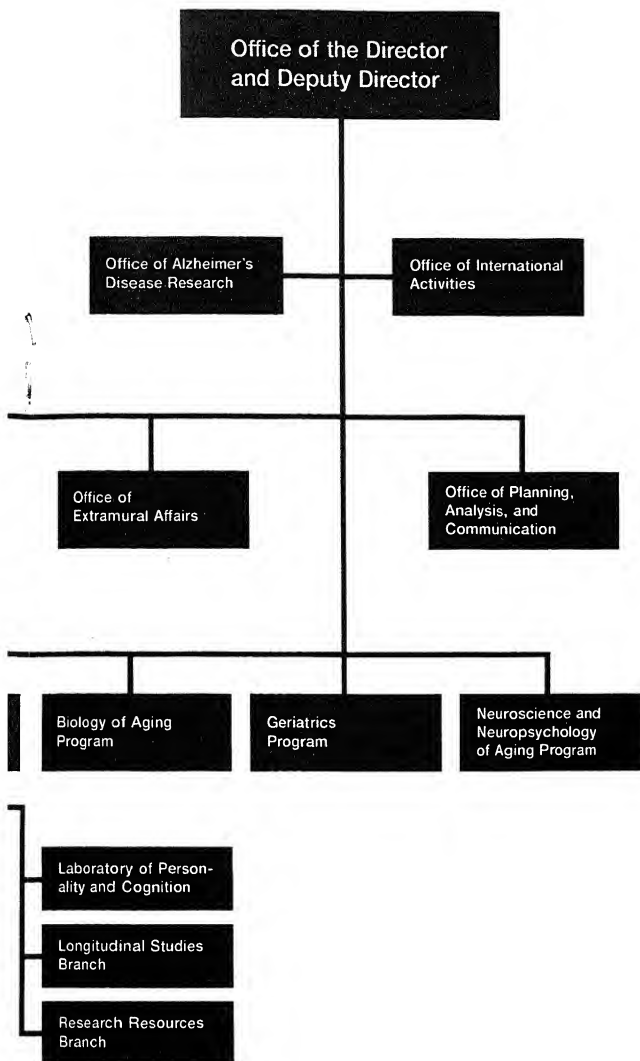 Office of the Director
and Deputy Director
Office of Alzheimer's
Disease Research
Office of International
Activities
Office of
Extramural Affairs
Office of Planning,
Analysis, and
Communication
Biology of Aging
Program
Geriatrics
Program
Neuroscience and
Neuropsychology
of Aging Program
Laboratory of Person-
ality and Cognition
Longitudinal Studies
Branch
Research Resources
Branch